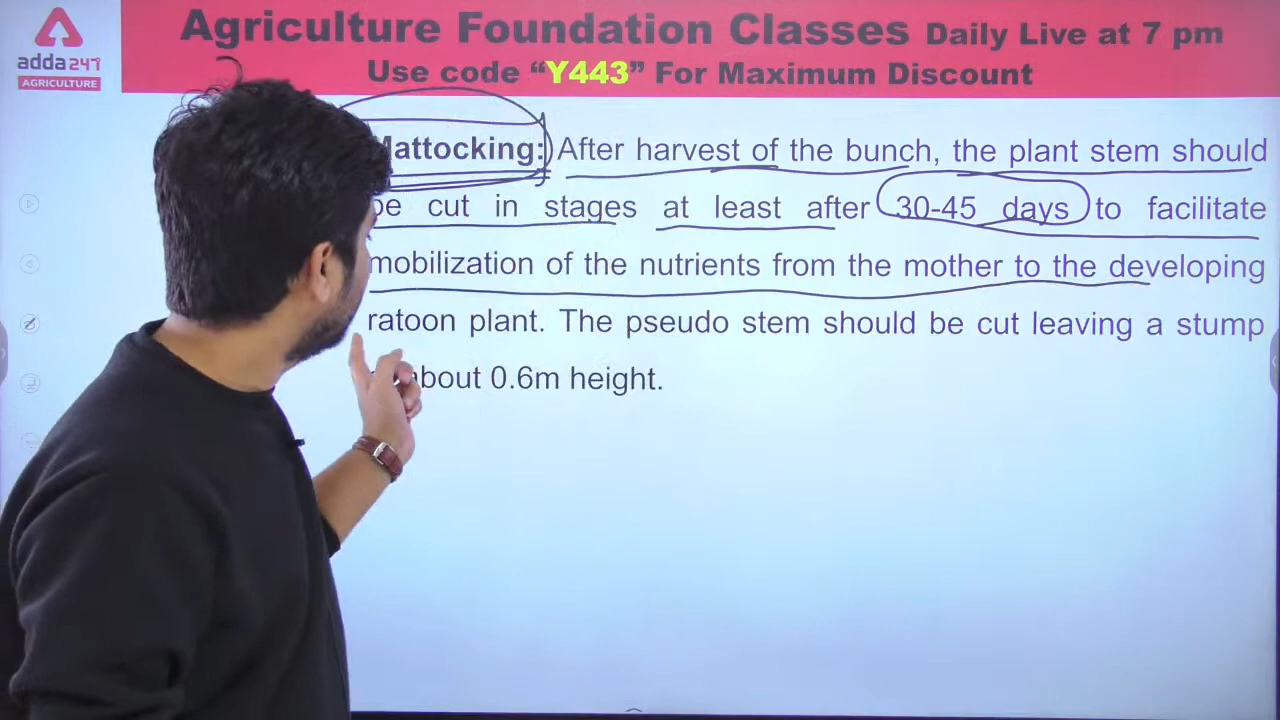 Agriculture Foundation Classes Daily Live at 7 pm
Use code “Y443” For Maximum Discount
adda247
AGRICULTURE
Mattocking: After harvest of the bunch, the plant stem should
be cut in stages at least after 30-45 days to facilitate
mobilization of the nutrients from the mother to the developing
ratoon plant. The pseudo stem should be cut leaving a stump
about 0.6m height.